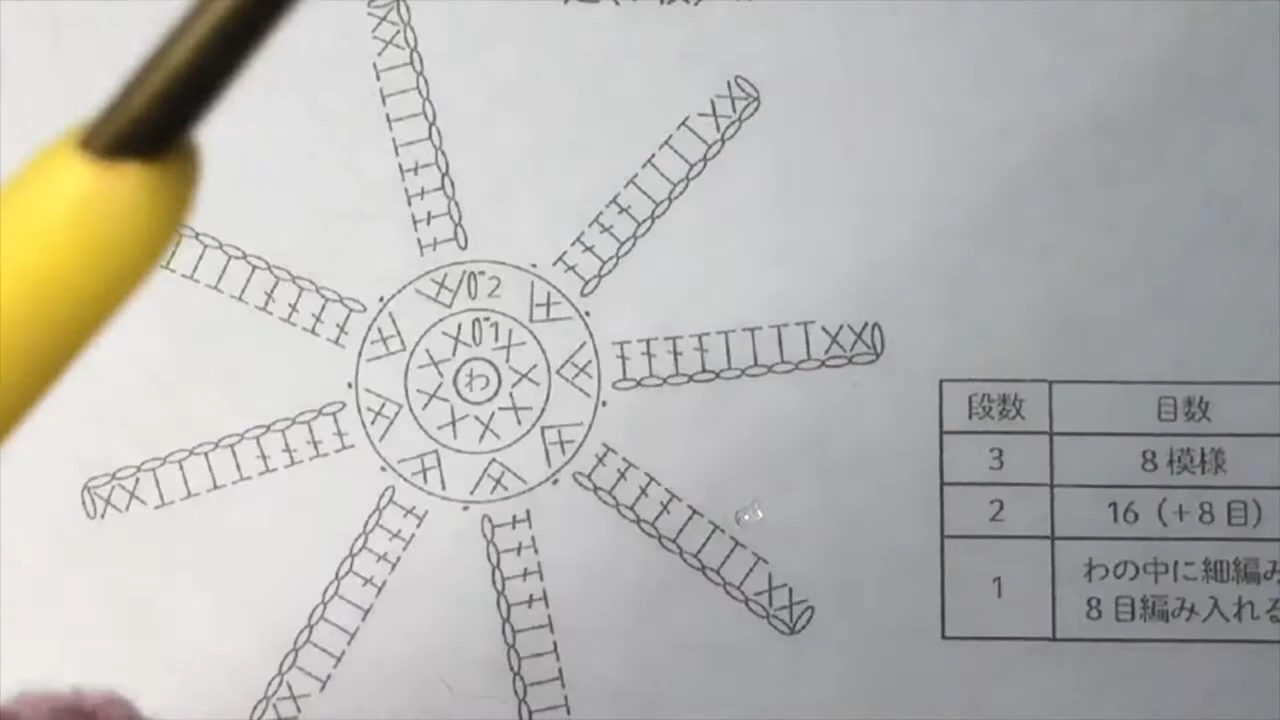 2
1
わ
段数 目数
3 8模様
2 16（+8目）
1 わの中に細編み
8目編み入れる